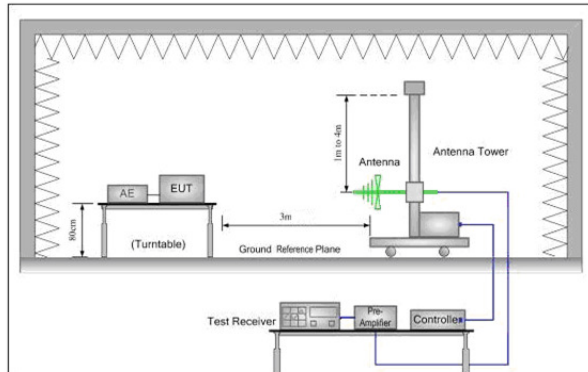 1m to 4m
Antenna
Antenna Tower
AE
EUT
80cm
(Turntable)
3m
Ground Reference Plane
Test Receiver
Pre-
Amplifier
Controller